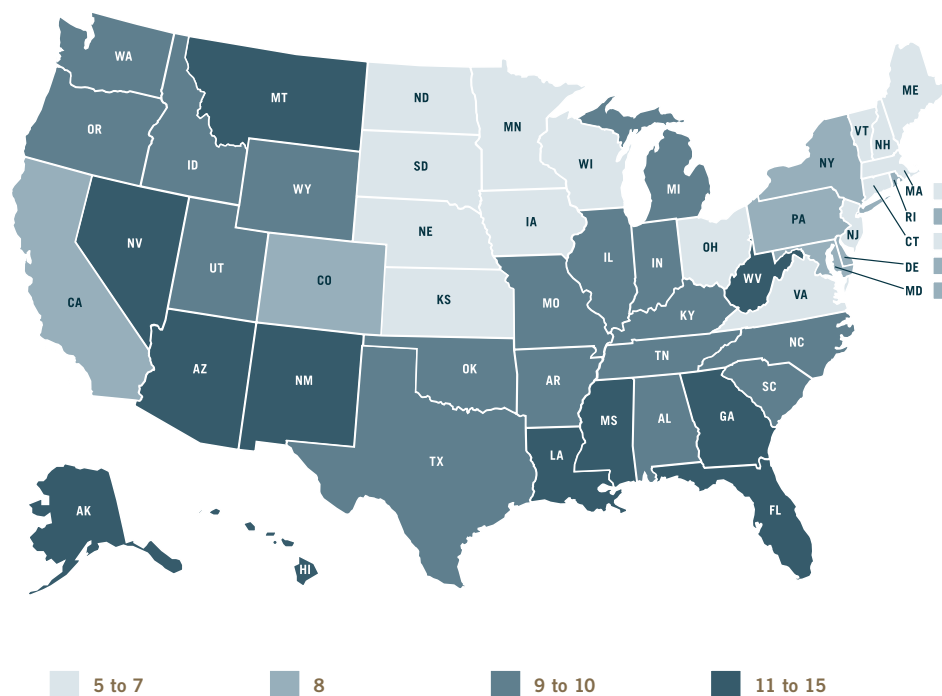 WA
MT
ND
MN
ME
VT
NH
OR
ID
WY
SD
WI
MI
NY
MA
RI
CT
NV
UT
NE
IA
IL
IN
OH
PA
NJ
DE
MD
CA
CO
KS
MO
KY
WV
VA
AZ
NM
OK
AR
TN
NC
SC
TX
LA
MS
AL
GA
FL
AK
HI
5 to 7
8
9 to 10
11 to 15